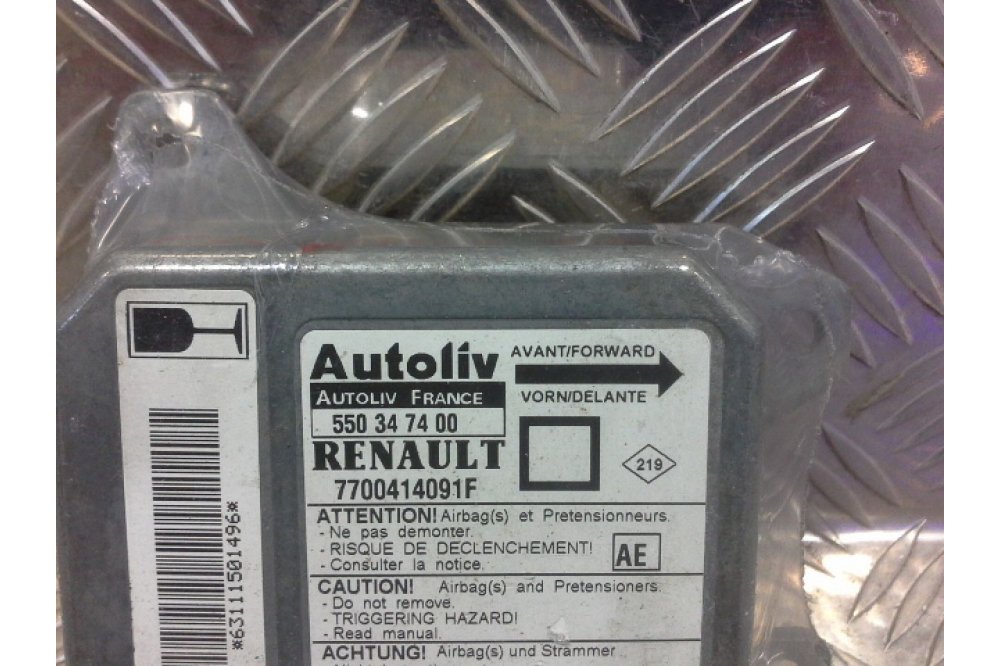 Autoliv
AUTOLIV FRANCE
550 34 74 00
RENAULT
7700414091F
AVANT/FORWARD
VORN/DELANTE
219
ATTENTION! Airbag(s) et Pretensionneurs.
- Ne pas demonter.
- RISQUE DE DECLENCHEMENT!
- Consulter la notice.
AE
CAUTION! Airbag(s) and Pretensioners.
- Do not remove.
- TRIGGERING HAZARD!
- Read manual.
ACHTUNG! Airbag(s) und Strammer
*63111501496*